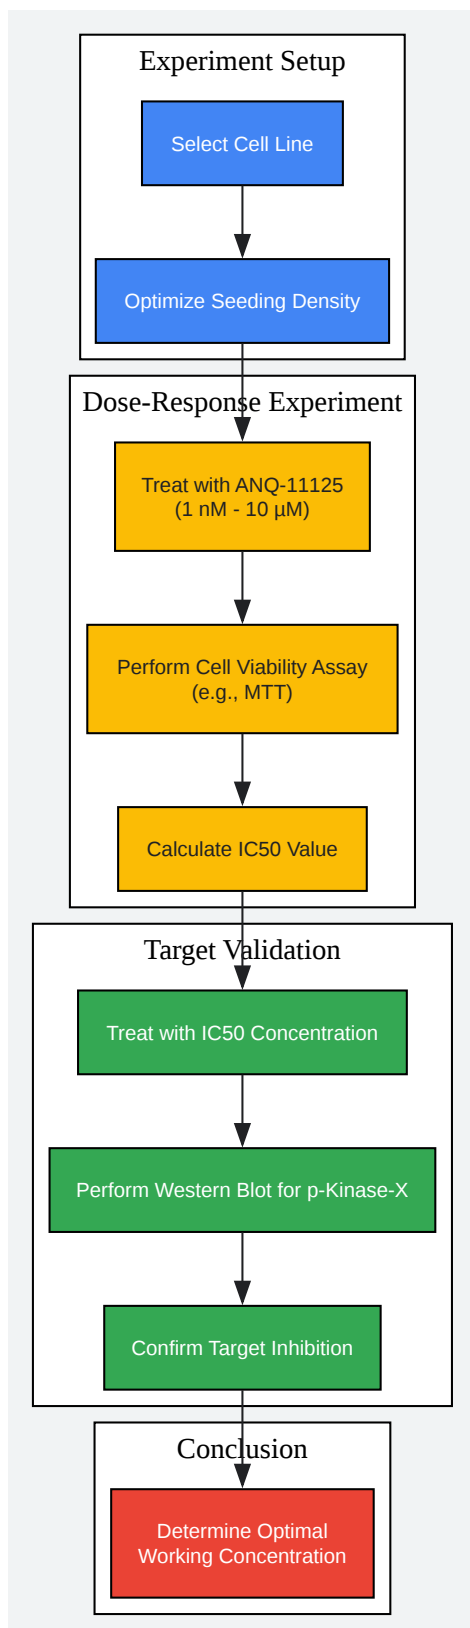 Experiment Setup
Select Cell Line
Optimize Seeding Density
Dose-Response Experiment
Treat with ANQ-11125
(1 nM - 10 µM)
Perform Cell Viability Assay
(e.g., MTT)
Calculate IC50 Value
Target Validation
Treat with IC50 Concentration
Perform Western Blot for p-Kinase-X
Confirm Target Inhibition
Conclusion
Determine Optimal
Working Concentration